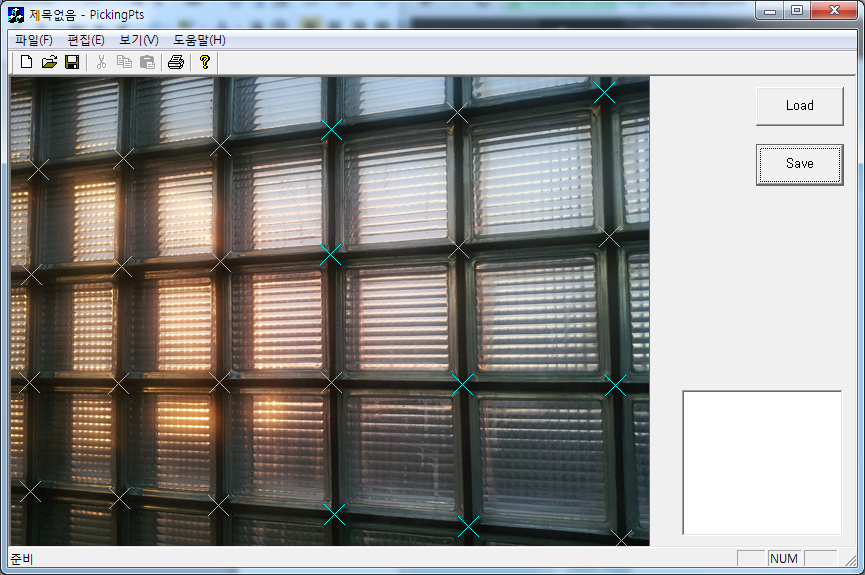 제목없음 - PickingPts
파일(F) 편집(E) 보기(V) 도움말(H)
Load
Save
준비 NUM